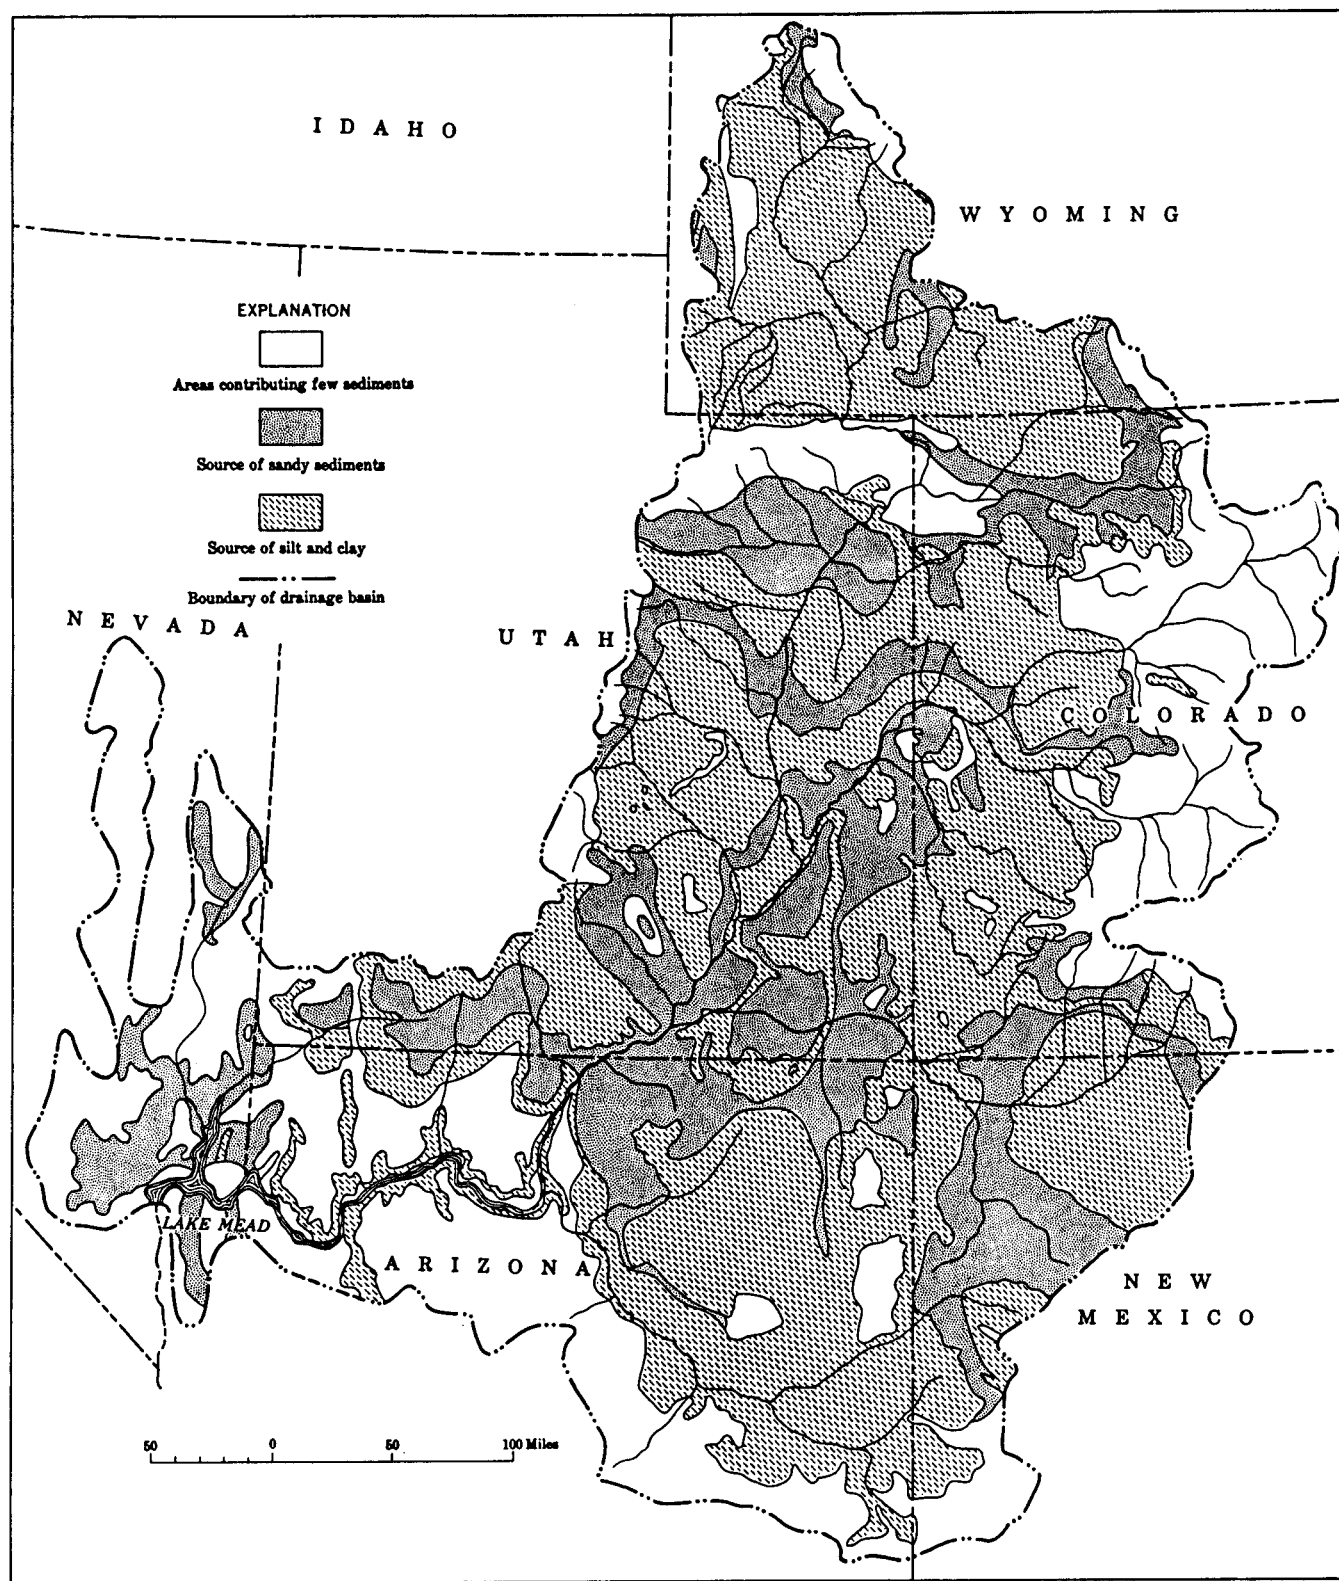 IDAHO
WYOMING
EXPLANATION
Areas contributing few sediments
Source of sandy sediments
Source of silt and clay
Boundary of drainage basin
NEVADA
UTAH
COLORADO
LAKE MEAD
ARIZONA
NEW
MEXICO
50 0 50 100 Miles